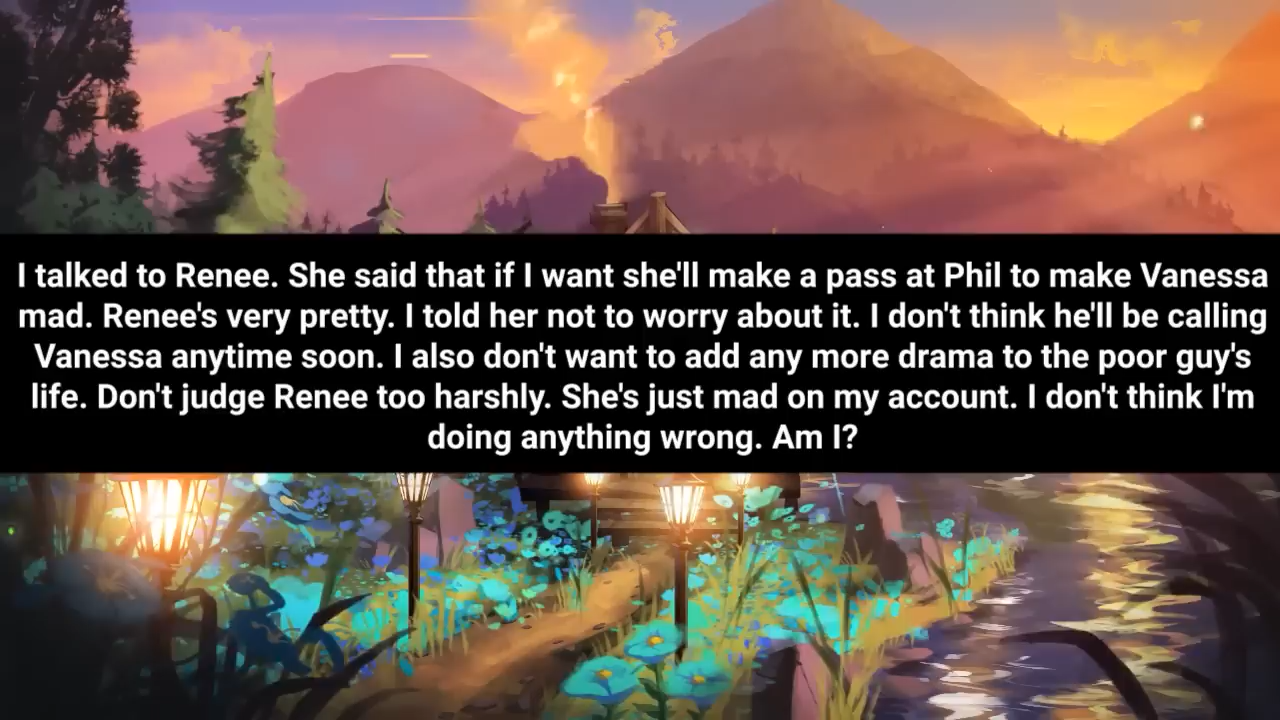 I talked to Renee. She said that if I want she'll make a pass at Phil to make Vanessa
mad. Renee's very pretty. I told her not to worry about it. I don't think he'll be calling
Vanessa anytime soon. I also don't want to add any more drama to the poor guy's
life. Don't judge Renee too harshly. She's just mad on my account. I don't think I'm
doing anything wrong. Am I?